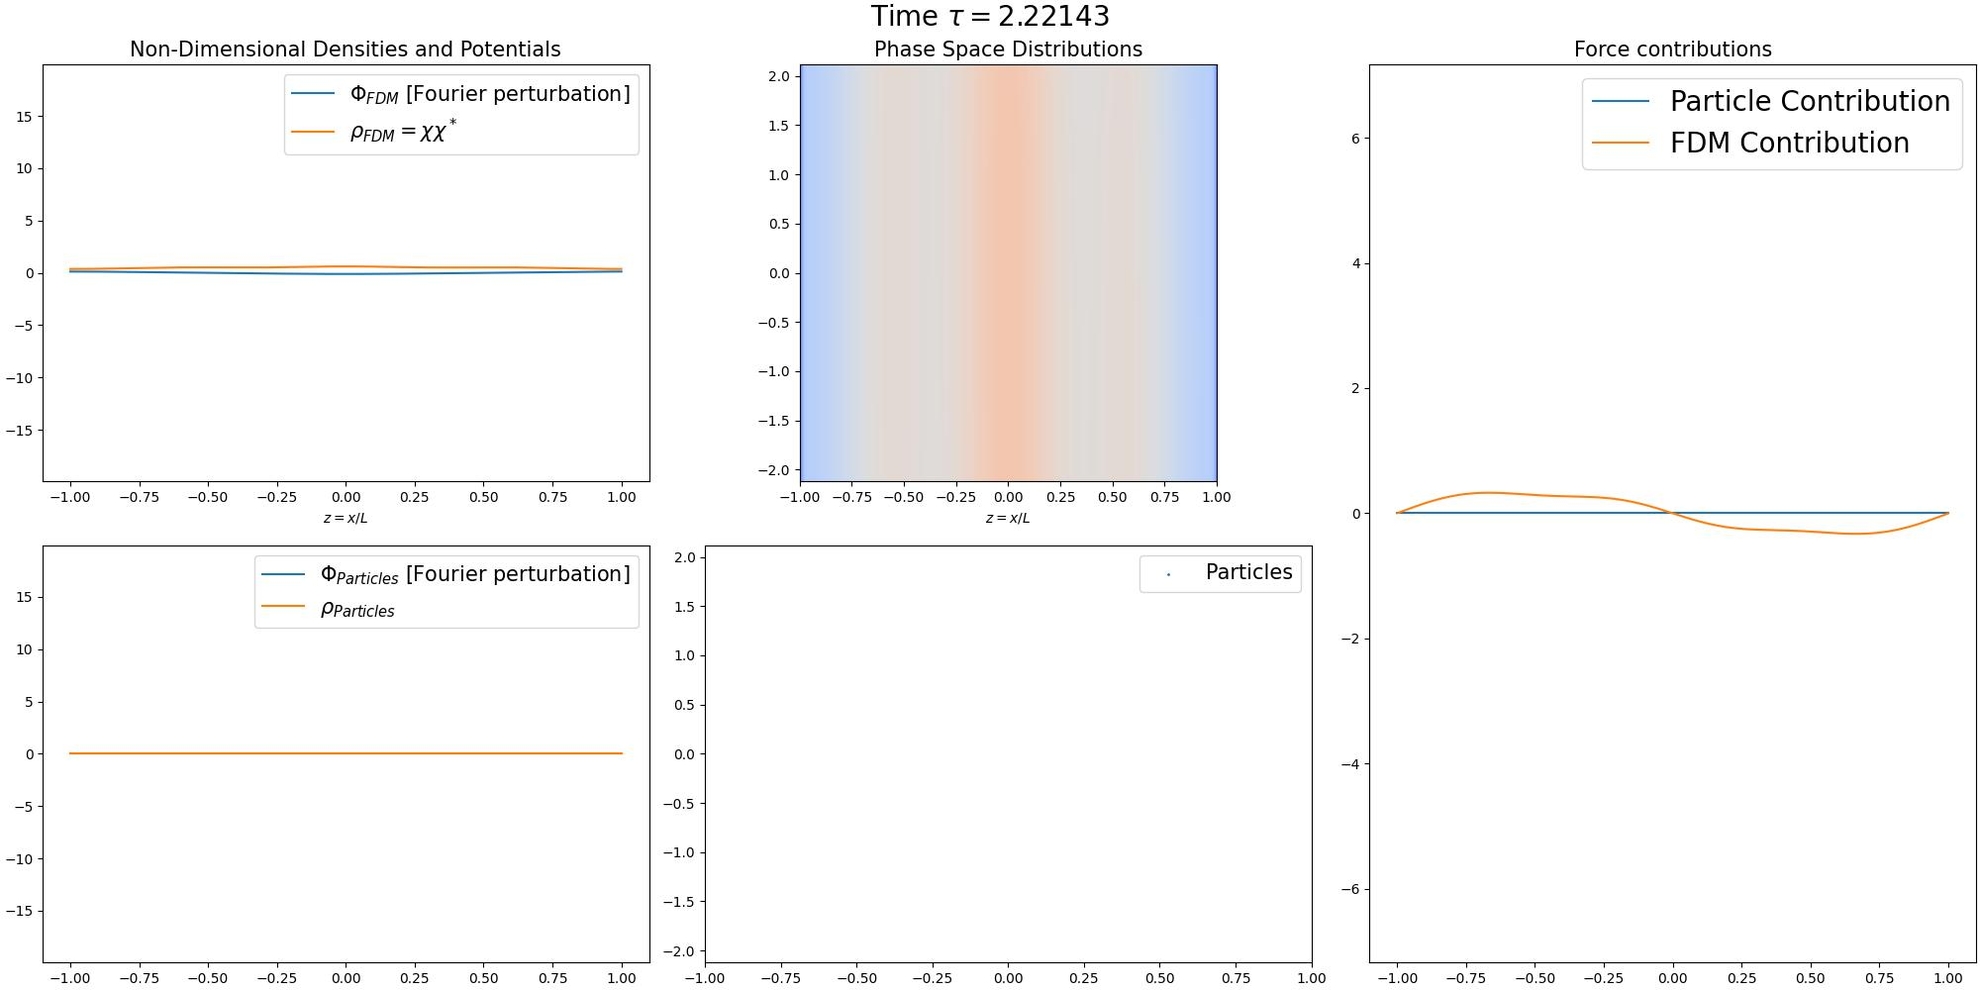 Time τ = 2.22143
Non-Dimensional Densities and Potentials
Φ_FDM [Fourier perturbation]
ρ_FDM = χχ*
15
10
5
0
−5
−10
−15
−1.00 −0.75 −0.50 −0.25 0.00 0.25 0.50 0.75 1.00
z = x/L
Phase Space Distributions
2.0
1.5
1.0
0.5
0.0
−0.5
−1.0
−1.5
−2.0
−1.00 −0.75 −0.50 −0.25 0.00 0.25 0.50 0.75 1.00
z = x/L
Force contributions
Particle Contribution
FDM Contribution
6
4
2
0
−2
−4
−6
−1.00 −0.75 −0.50 −0.25 0.00 0.25 0.50 0.75 1.00
Φ_Particles [Fourier perturbation]
ρ_Particles
15
10
5
0
−5
−10
−15
−1.00 −0.75 −0.50 −0.25 0.00 0.25 0.50 0.75 1.00
Particles
2.0
1.5
1.0
0.5
0.0
−0.5
−1.0
−1.5
−2.0
−1.00 −0.75 −0.50 −0.25 0.00 0.25 0.50 0.75 1.00